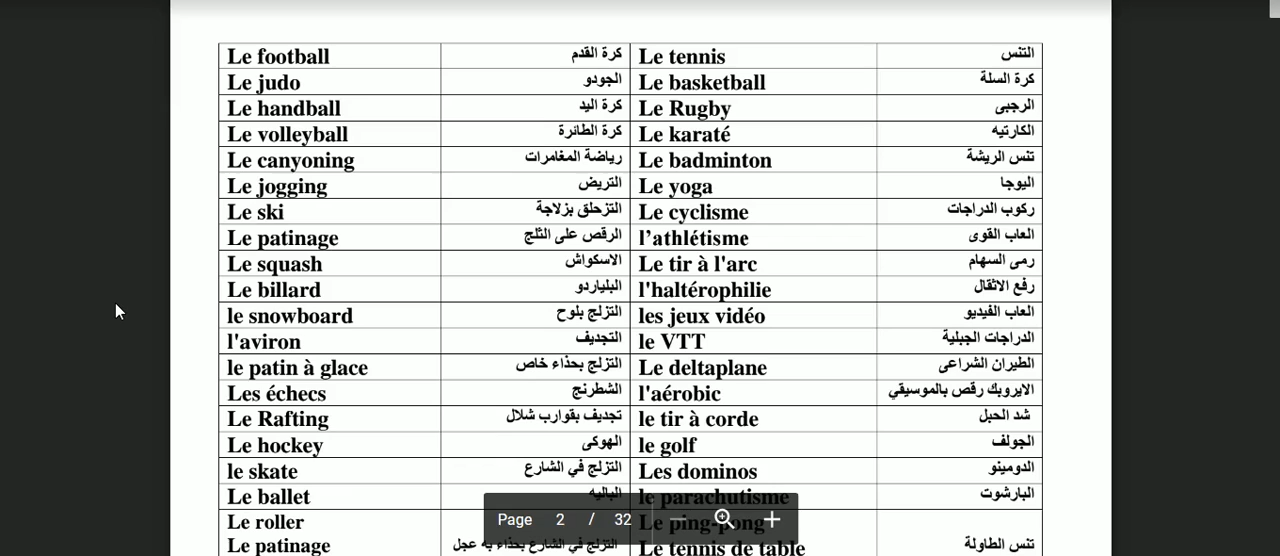 Le football كرة القدم Le tennis التنس
Le judo الجودو Le basketball كرة السلة
Le handball كرة اليد Le Rugby الرجبى
Le volleyball كرة الطائرة Le karaté الكارتيه
Le canyoning رياضة المغامرات Le badminton تنس الريشة
Le jogging التريض Le yoga اليوجا
Le ski التزحلق بزلاجة Le cyclisme ركوب الدراجات
Le patinage الرقص على الثلج l’athlétisme العاب القوى
Le squash الاسكواش Le tir à l'arc رمى السهام
Le billard البلياردو l'haltérophilie رفع الاثقال
le snowboard التزلج بلوح les jeux vidéo العاب الفيديو
l'aviron التجديف le VTT الدراجات الجبلية
le patin à glace التزلج بحذاء خاص Le deltaplane الطيران الشراعى
Les échecs الشطرنج l'aérobic الايروبك رقص بالموسيقي
Le Rafting تجديف بقوارب شلال le tir à corde شد الحبل
Le hockey الهوكى le golf الجولف
le skate التزلج في الشارع Les dominos الدومينو
Le ballet الباليه le parachutisme البارشوت
Le roller Le ping-pong
Le patinage التزلج في الشارع بحذاء به عجل Le tennis de table تنس الطاولة
Page 2 / 32